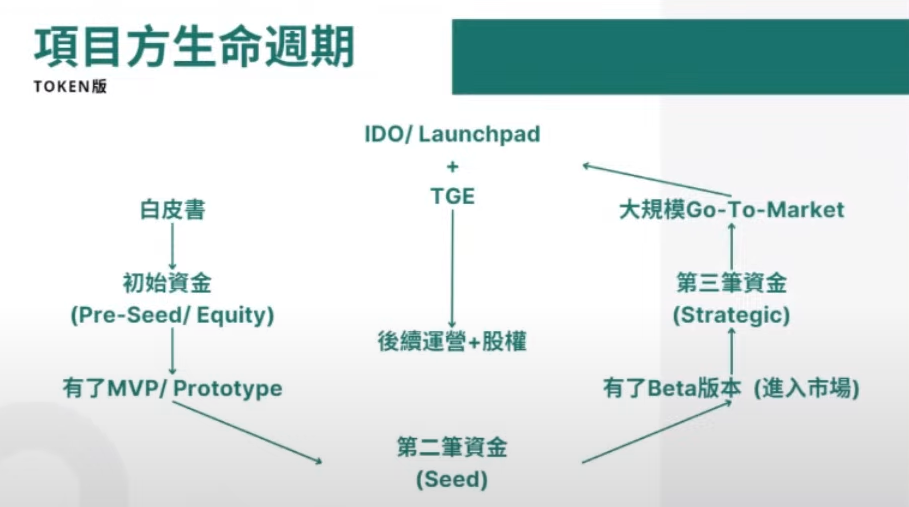 項目方生命週期
TOKEN版
IDO/ Launchpad
+
TGE
白皮書
初始資金
(Pre-Seed/ Equity)
有了MVP/ Prototype
第二筆資金
(Seed)
有了Beta版本 (進入市場)
第三筆資金
(Strategic)
大規模Go-To-Market
後續運營+股權